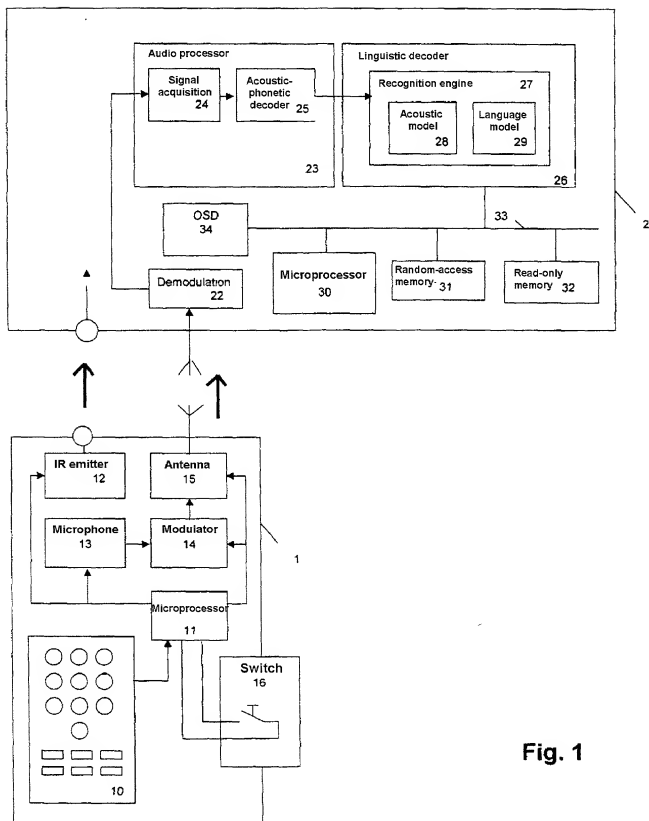 Audio processor
Signal
acquisition
24
Acoustic-
phonetic
decoder
25
23
Linguistic decoder
Recognition engine
27
Acoustic
model
28
Language
model
29
26
OSD
34
33
2
Microprocessor
30
Random-access
memory-
31
Read-only
memory
32
Demodulation
22
IR emitter
12
Antenna
15
Microphone
13
Modulator
14
1
Microprocessor
11
Switch
16
10
Fig. 1